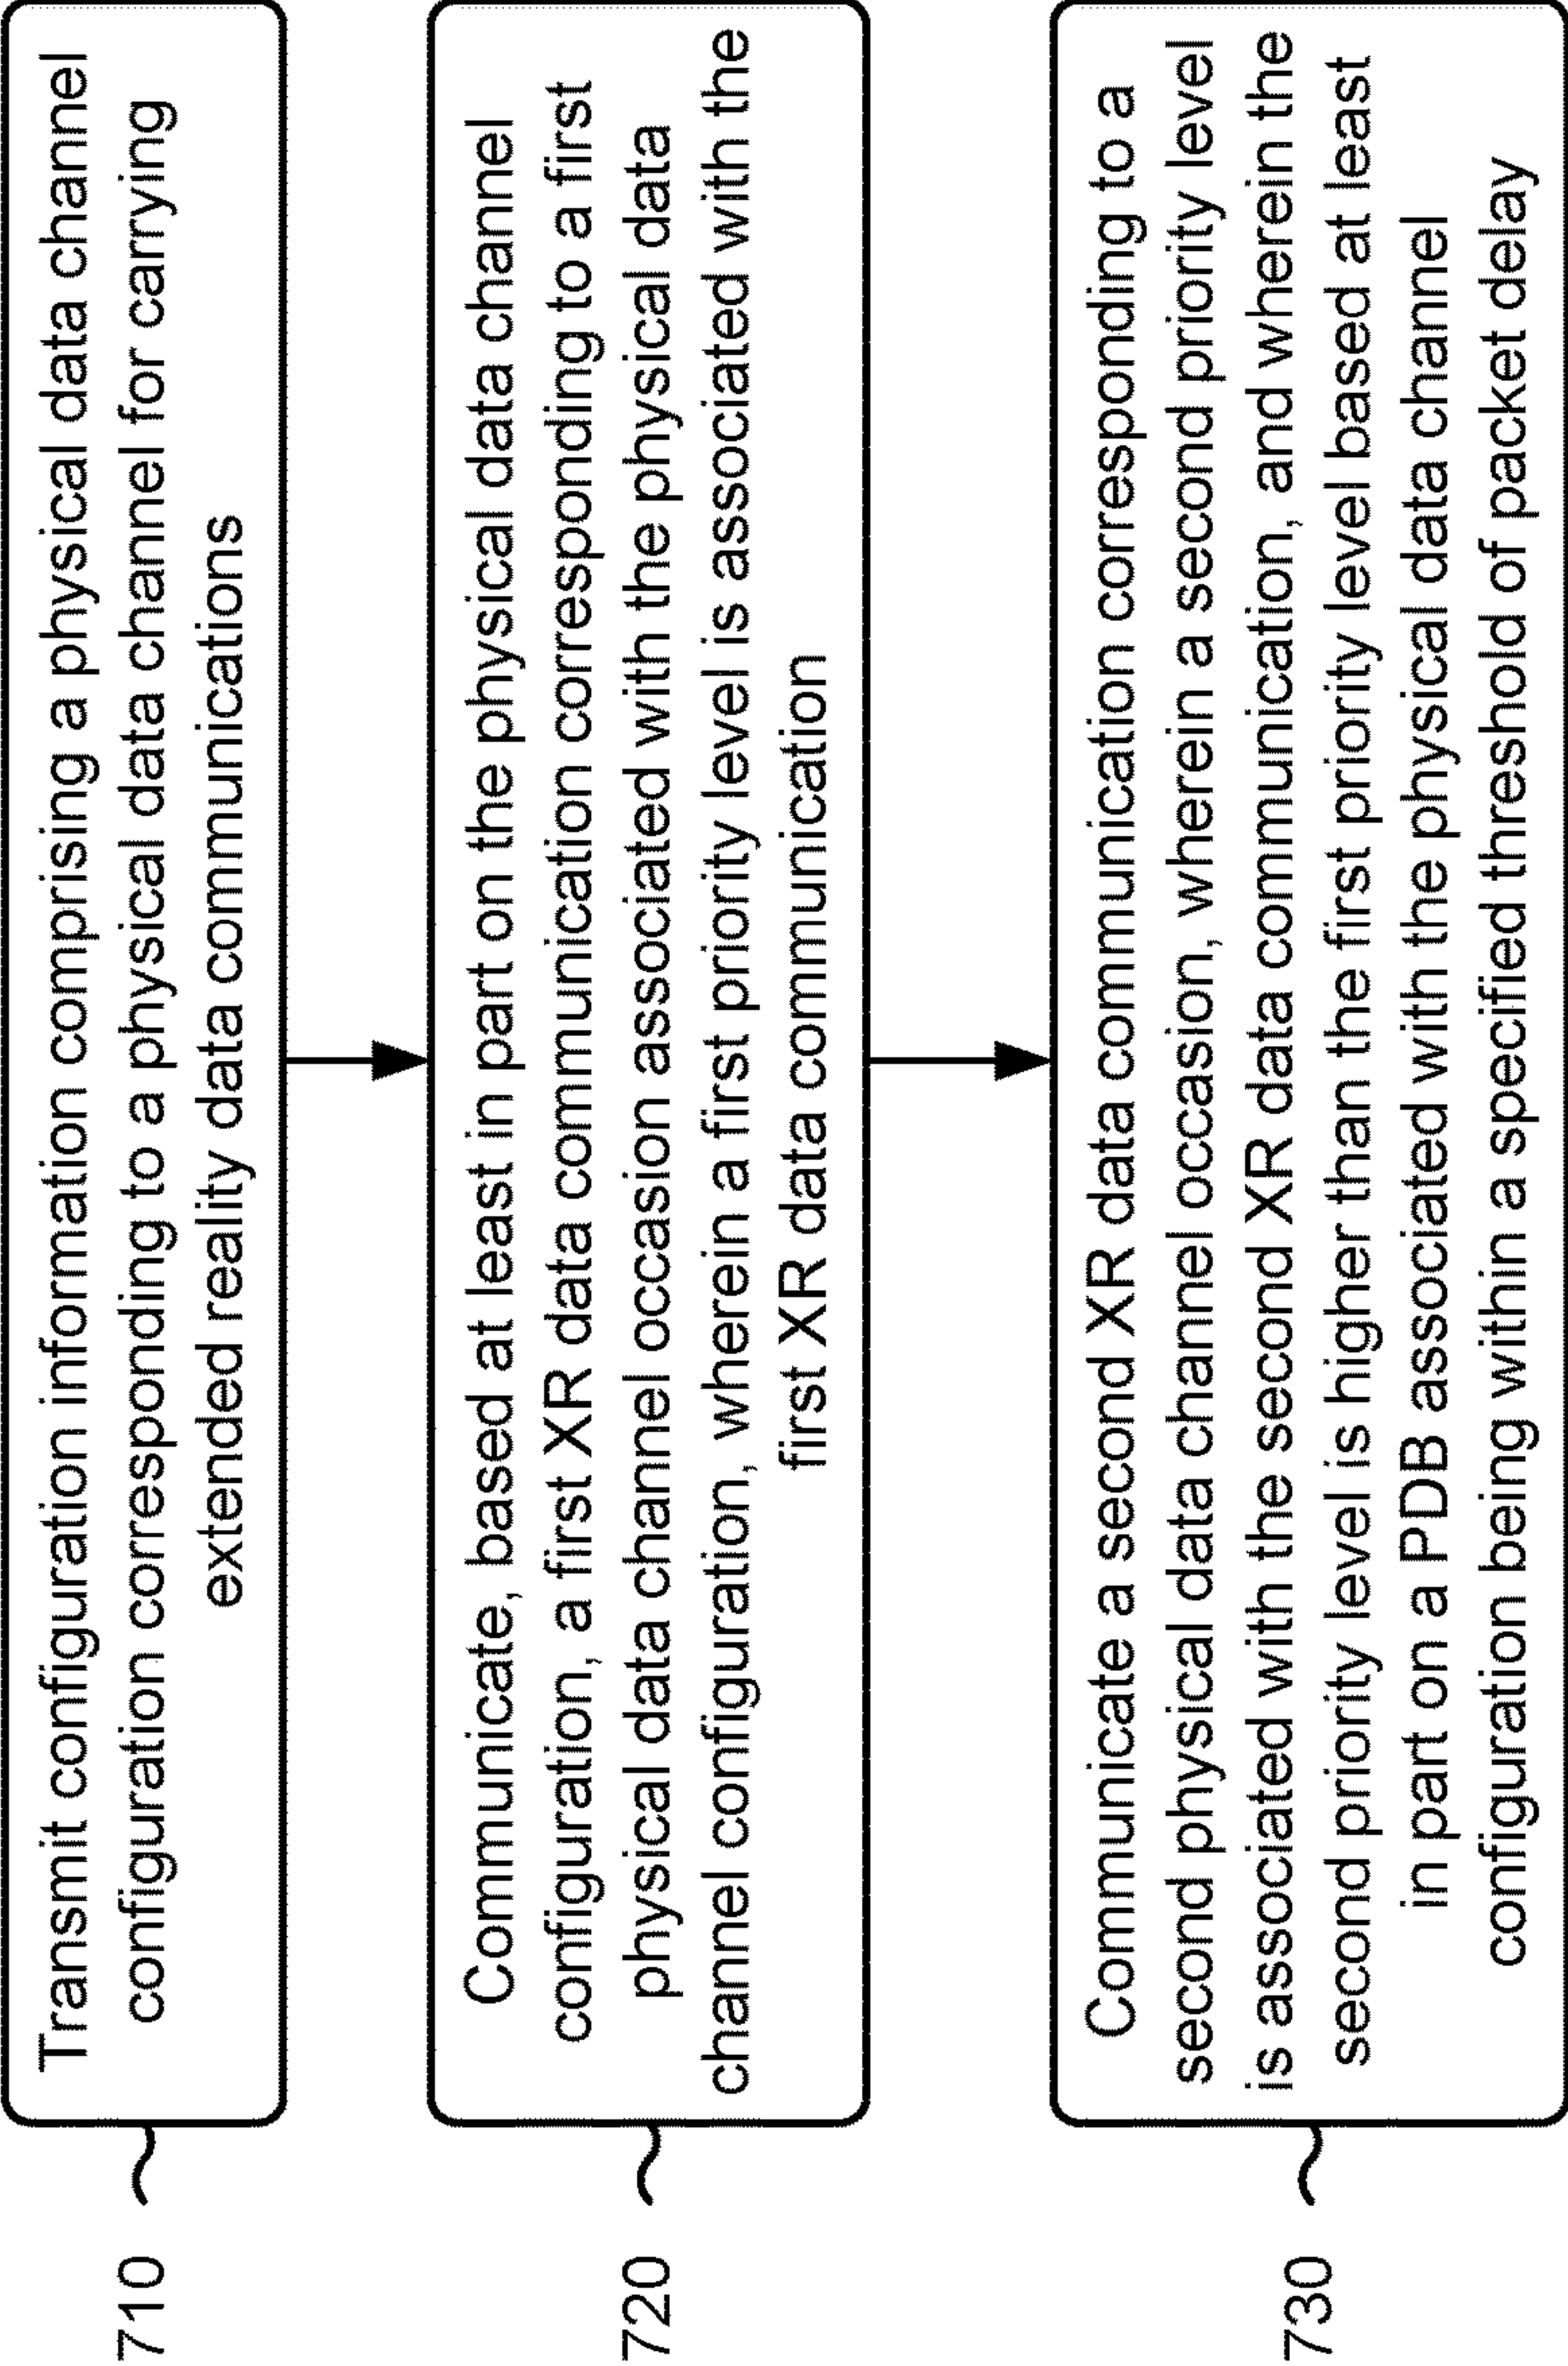 710
Transmit configuration information comprising a physical data channel
configuration corresponding to a physical data channel for carrying
extended reality data communications
720
Communicate, based at least in part on the physical data channel
configuration, a first XR data communication corresponding to a first
physical data channel occasion associated with the physical data
channel configuration, wherein a first priority level is associated with the
first XR data communication
730
Communicate a second XR data communication corresponding to a
second physical data channel occasion, wherein a second priority level
is associated with the second XR data communication, and wherein the
second priority level is higher than the first priority level based at least
in part on a PDB associated with the physical data channel
configuration being within a specified threshold of packet delay